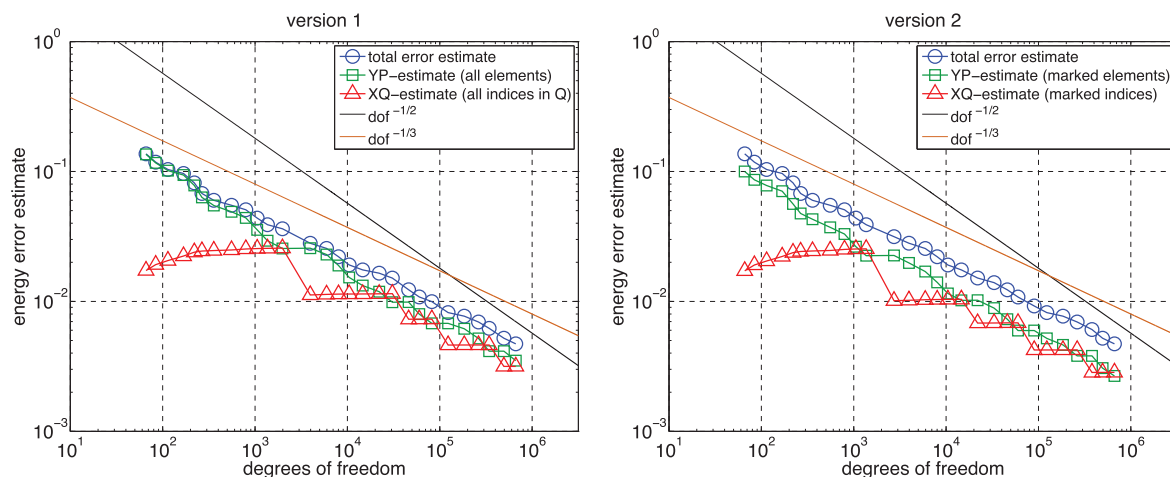 version 1
energy error estimate
10^0
10^-1
10^-2
10^-3
10^1
10^2
10^3
10^4
10^5
10^6
degrees of freedom
total error estimate
YP−estimate (all elements)
XQ−estimate (all indices in Q)
dof^−1/2
dof^−1/3
version 2
energy error estimate
10^0
10^-1
10^-2
10^-3
10^1
10^2
10^3
10^4
10^5
10^6
degrees of freedom
total error estimate
YP−estimate (marked elements)
XQ−estimate (marked indices)
dof^−1/2
dof^−1/3